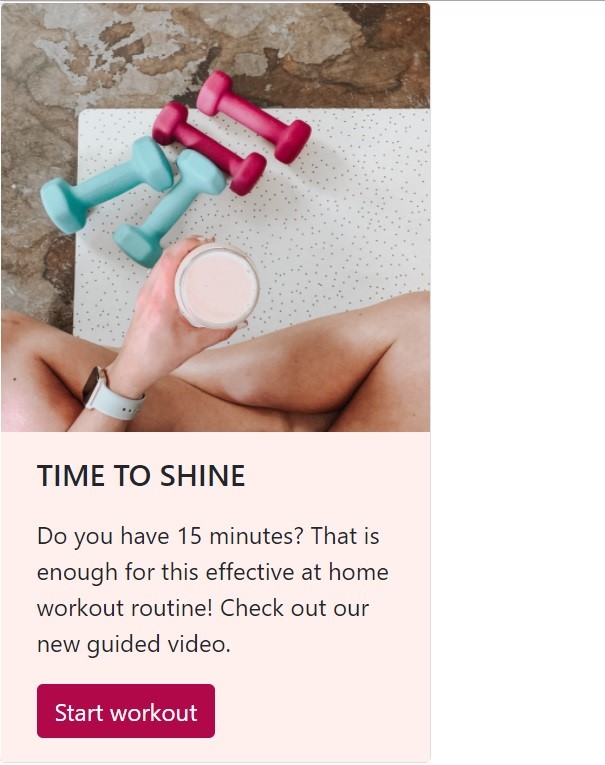 TIME TO SHINE
Do you have 15 minutes? That is
enough for this effective at home
workout routine! Check out our
new guided video.
Start workout